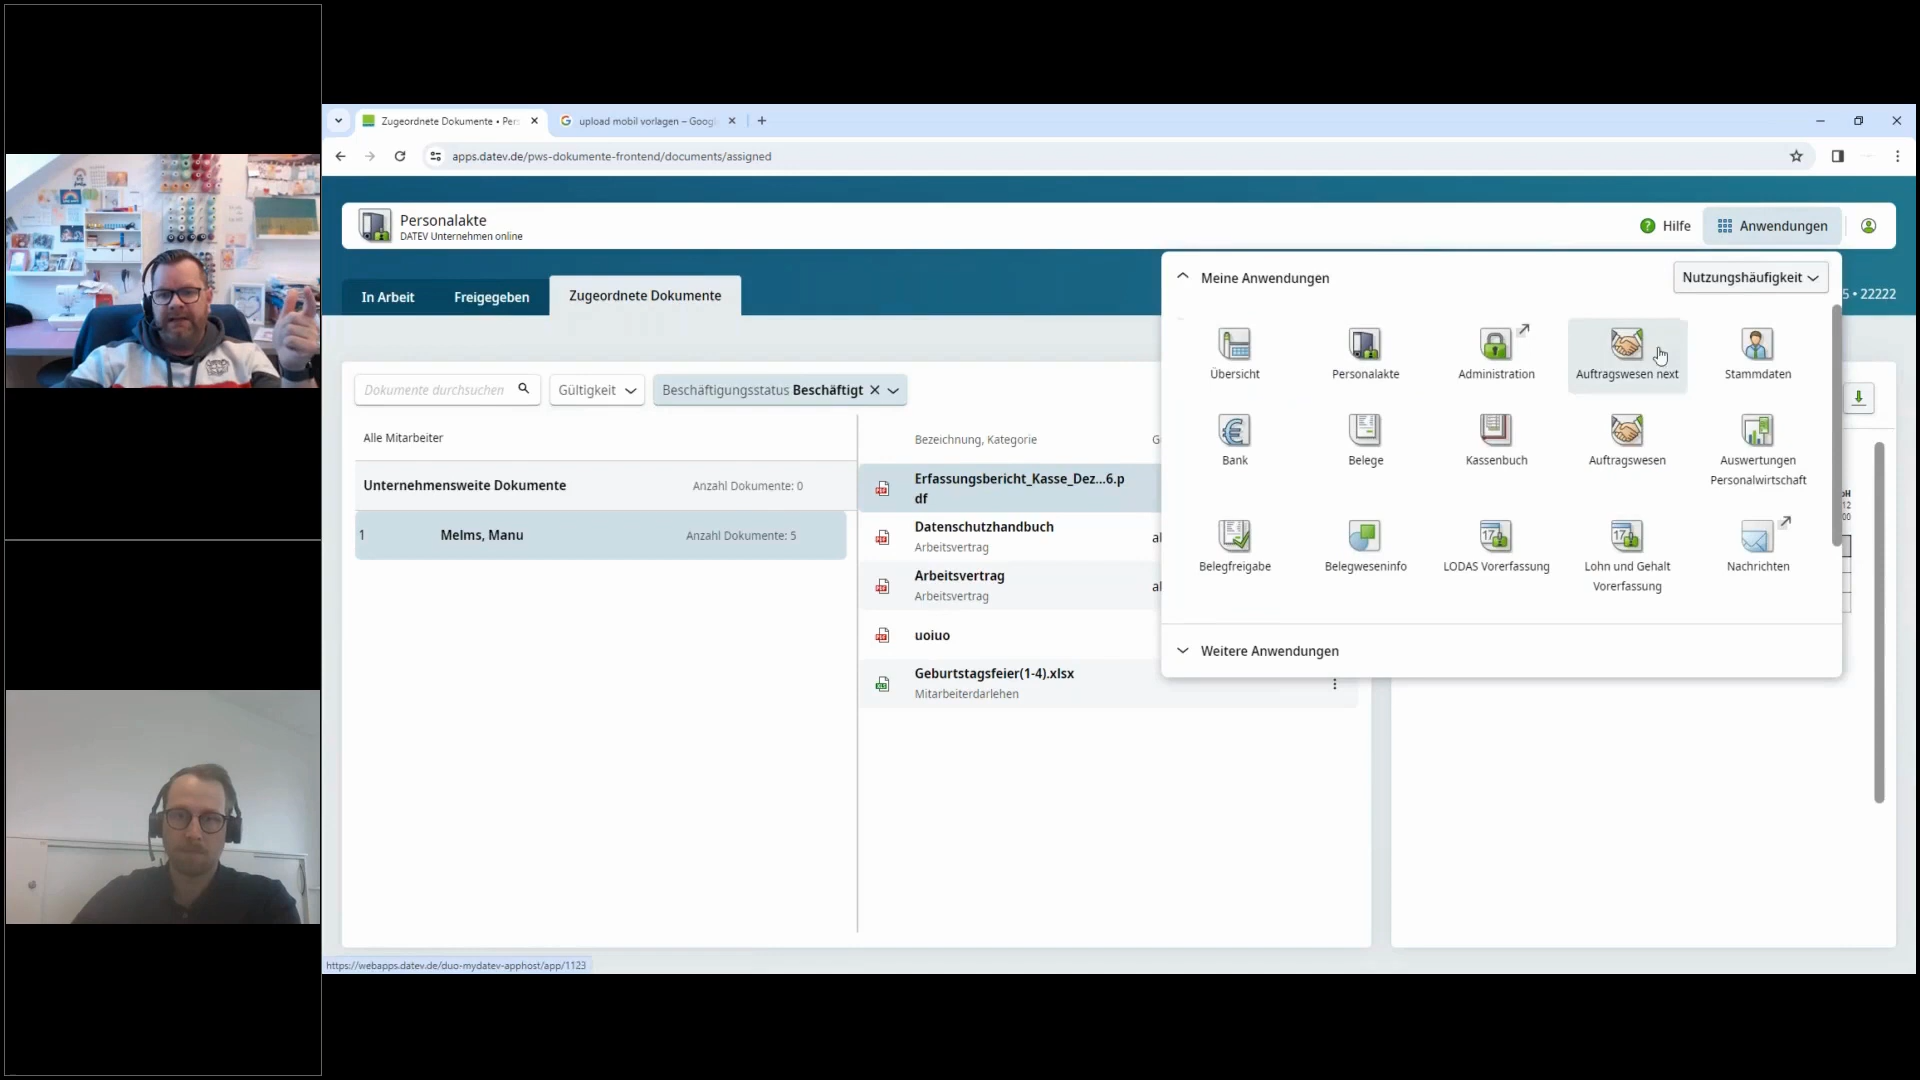 Zugeordnete Dokumente • Per
upload mobil vorlagen – Goog
apps.datev.de/pws-dokumente-frontend/documents/assigned
Personalakte
DATEV Unternehmen online
Hilfe
Anwendungen
In Arbeit
Freigegeben
Zugeordnete Dokumente
5 • 22222
Meine Anwendungen
Nutzungshäufigkeit
Übersicht
Personalakte
Administration
Auftragswesen next
Stammdaten
Bank
Belege
Kassenbuch
Auftragswesen
Auswertungen
Personalwirtschaft
Belegfreigabe
Belegweseninfo
LODAS Vorerfassung
Lohn und Gehalt
Vorerfassung
Nachrichten
Weitere Anwendungen
Dokumente durchsuchen
Gültigkeit
Beschäftigungsstatus Beschäftigt
Alle Mitarbeiter
Unternehmensweite Dokumente
Anzahl Dokumente: 0
1
Melms, Manu
Anzahl Dokumente: 5
Bezeichnung, Kategorie
G
Erfassungsbericht_Kasse_Dez...6.p
df
Datenschutzhandbuch
Arbeitsvertrag
Arbeitsvertrag
Arbeitsvertrag
uoiuo
Geburtstagsfeier(1-4).xlsx
Mitarbeiterdarlehen
https://webapps.datev.de/duo-mydatev-apphost/app/1123